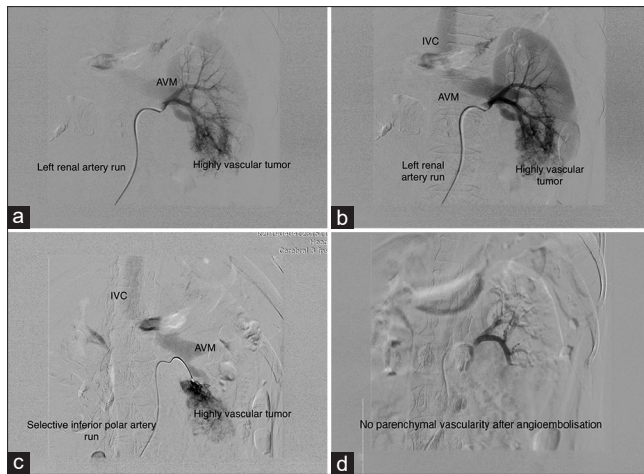 AVM
Left renal artery run
Highly vascular tumor
a
IVC
AVM
Left renal
artery run
Highly vascular
tumor
b
IVC
AVM
Highly vascular tumor
Selective inferior polar artery
run
c
No parenchymal vascularity after angioembolisation
d